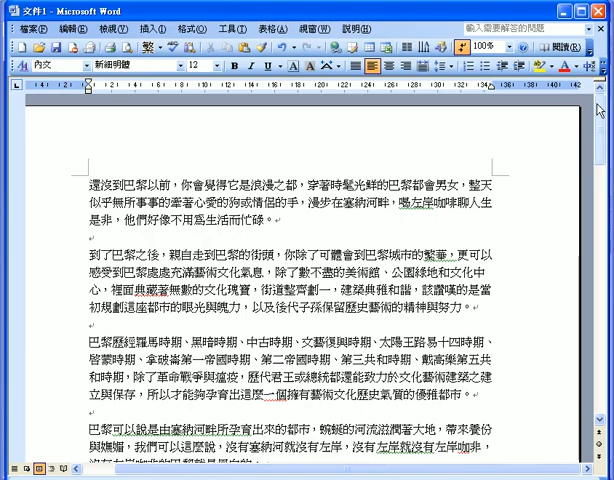 文件1 - Microsoft Word
檔案(F) 編輯(E) 檢視(V) 插入(I) 格式(O) 工具(T) 表格(A) 視窗(W) 說明(H) 輸入需要解答的問題
繁 100% 閱讀(R)
內文 新細明體 12 B I U A A
還沒到巴黎以前，你會覺得它是浪漫之都，穿著時髦光鮮的巴黎都會男女，整天
似乎無所事事的牽著心愛的狗或情侶的手，漫步在塞納河畔，喝左岸咖啡聊人生
是非，他們好像不用為生活而忙碌。
到了巴黎之後，親自走到巴黎的街頭，你除了可體會到巴黎城市的繁華，更可以
感受到巴黎處處充滿藝術文化氣息，除了數不盡的美術館、公園綠地和文化中
心，裡面典藏著無數的文化瑰寶，街道整齊劃一，建築典雅和諧，該讚嘆的是當
初規劃這座都市的眼光與魄力，以及後代子孫保留歷史藝術的精神與努力。
巴黎歷經羅馬時期、黑暗時期、中古時期、文藝復興時期、太陽王路易十四時期、
啓蒙時期、拿破崙第一帝國時期、第二帝國時期、第三共和時期、戴高樂第五共
和時期，除了革命戰爭與瘟疫，歷代君王或總統都還能致力於文化藝術建築之建
立與保存，所以才能夠孕育出這麼一個擁有藝術文化歷史氣質的優雅都市。
巴黎可以說是由塞納河畔所孕育出來的都市，蜿蜒的河流滋潤著大地，帶來養份
與嫵媚，我們可以這麼說，沒有塞納河就沒有左岸，沒有左岸就沒有左岸咖啡，